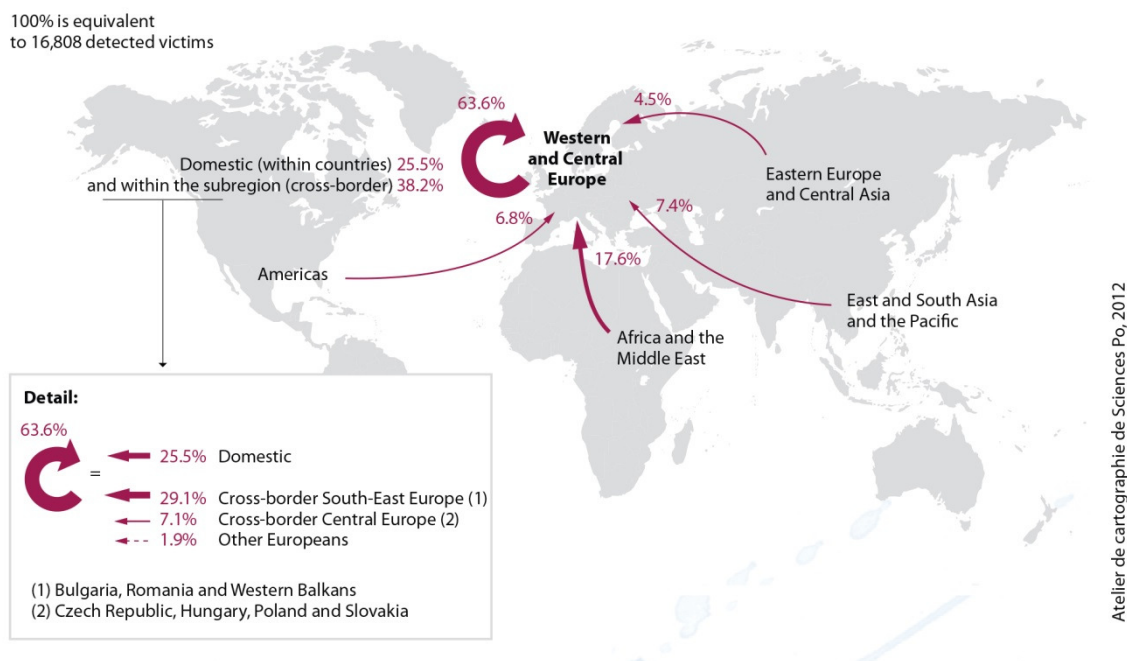 100% is equivalent
to 16,808 detected victims
63.6%
4.5%
Western
and Central
Europe
Domestic (within countries) 25.5%
and within the subregion (cross-border) 38.2%
Eastern Europe
and Central Asia
6.8%
7.4%
17.6%
Americas
East and South Asia
and the Pacific
Africa and the
Middle East
Detail:
63.6%
=
25.5% Domestic
29.1% Cross-border South-East Europe (1)
7.1% Cross-border Central Europe (2)
1.9% Other Europeans
(1) Bulgaria, Romania and Western Balkans
(2) Czech Republic, Hungary, Poland and Slovakia
Atelier de cartographie de Sciences Po, 2012